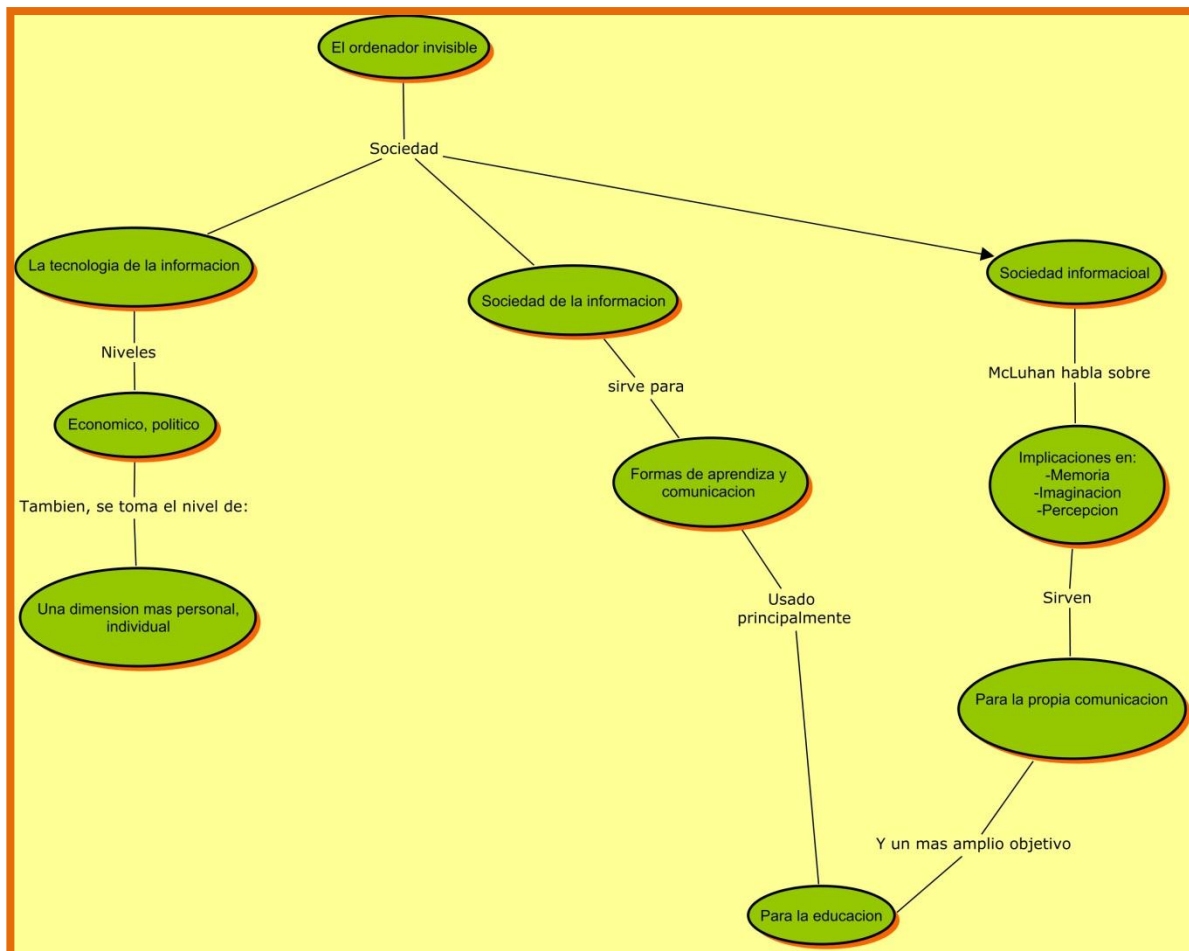 El ordenador invisible
Sociedad
La tecnologia de la informacion
Sociedad de la informacion
Sociedad informacioal
Niveles
sirve para
McLuhan habla sobre
Economico, politico
Formas de aprendiza y
comunicacion
Implicaciones en:
-Memoria
-Imaginacion
-Percepcion
Tambien, se toma el nivel de:
Una dimension mas personal,
individual
Usado
principalmente
Sirven
Para la propia comunicacion
Y un mas amplio objetivo
Para la educacion